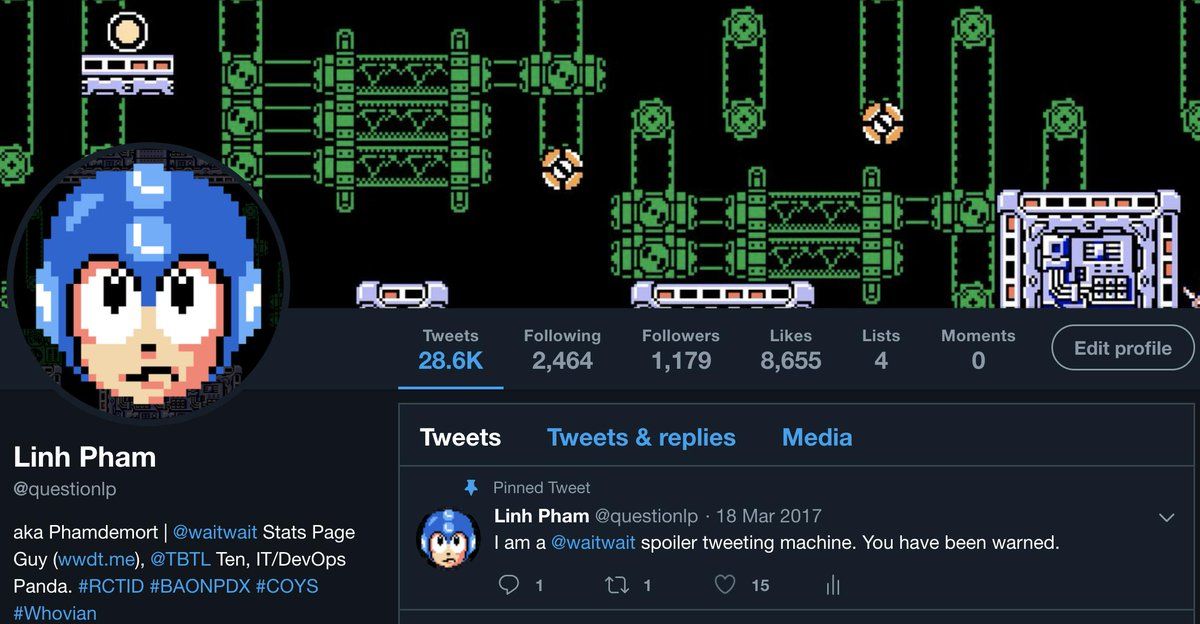 Tweets Following Followers Likes Lists Moments
28.6K 2,464 1,179 8,655 4 0
Edit profile
Linh Pham
@questionlp
aka Phamdemort | @waitwait Stats Page
Guy (wwdt.me), @TBTL Ten, IT/DevOps
Panda. #RCTID #BAONPDX #COYS
#Whovian
Tweets Tweets & replies Media
Pinned Tweet
Linh Pham @questionlp · 18 Mar 2017
I am a @waitwait spoiler tweeting machine. You have been warned.
1 1 15